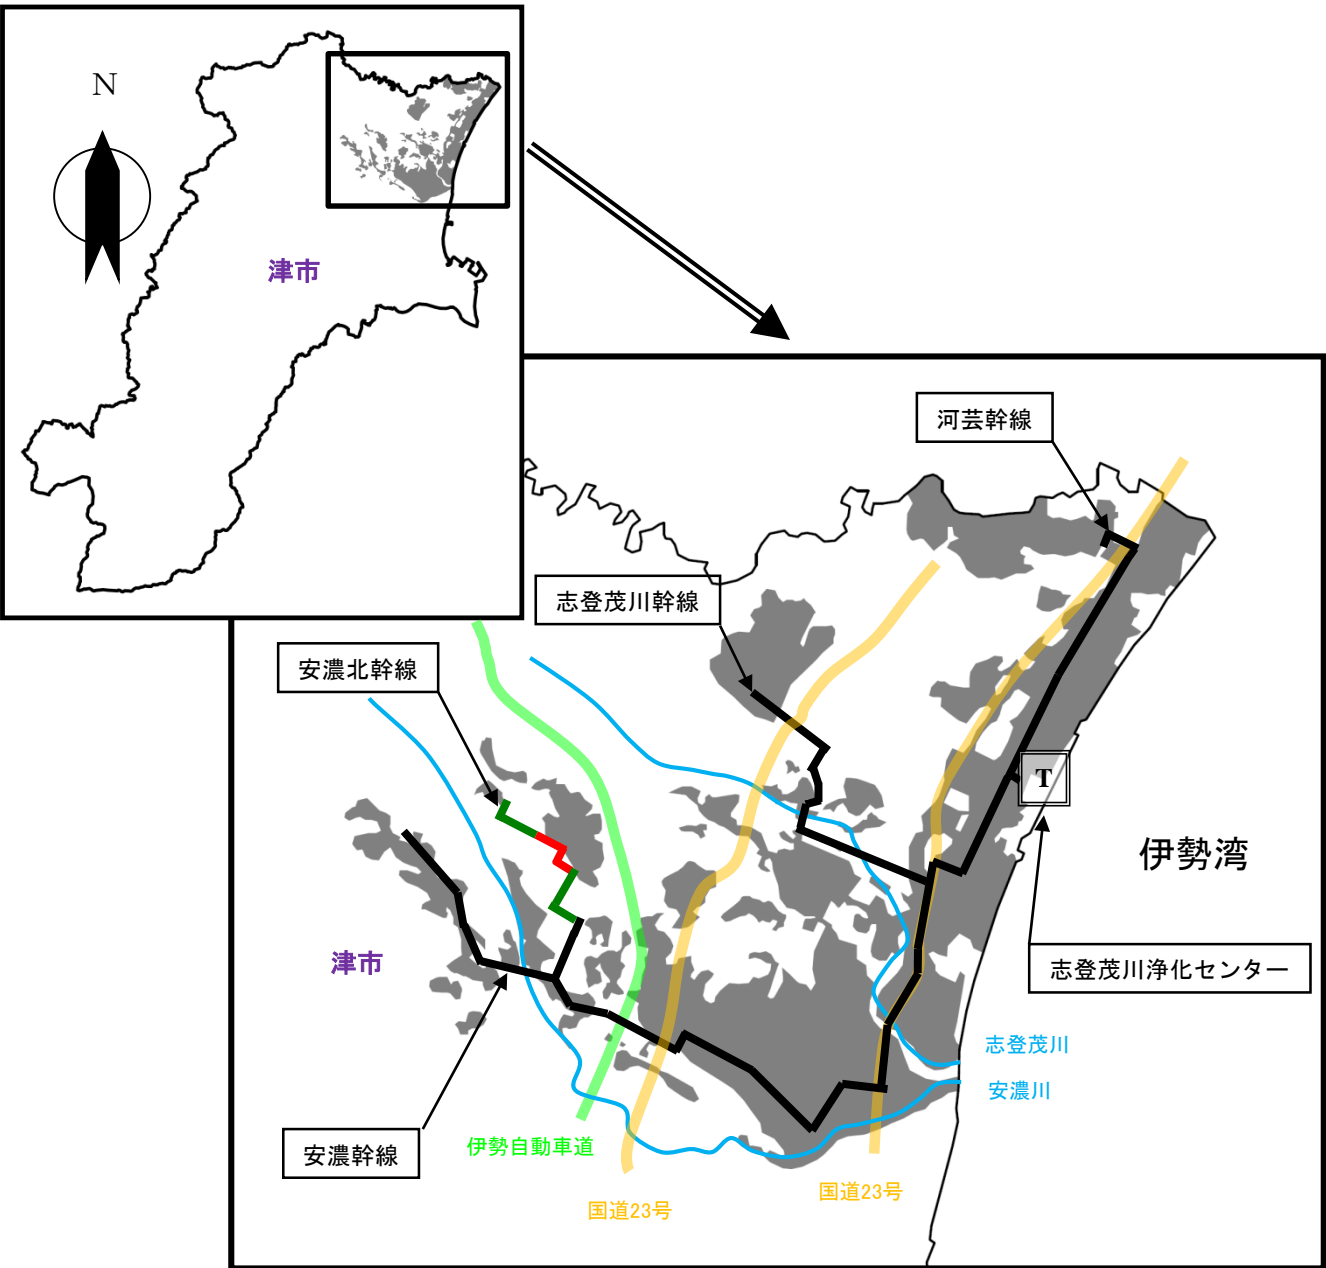 N
津市
河芸幹線
志登茂川幹線
安濃北幹線
T
伊勢湾
津市
志登茂川浄化センター
志登茂川
安濃川
安濃幹線
伊勢自動車道
国道23号
国道23号